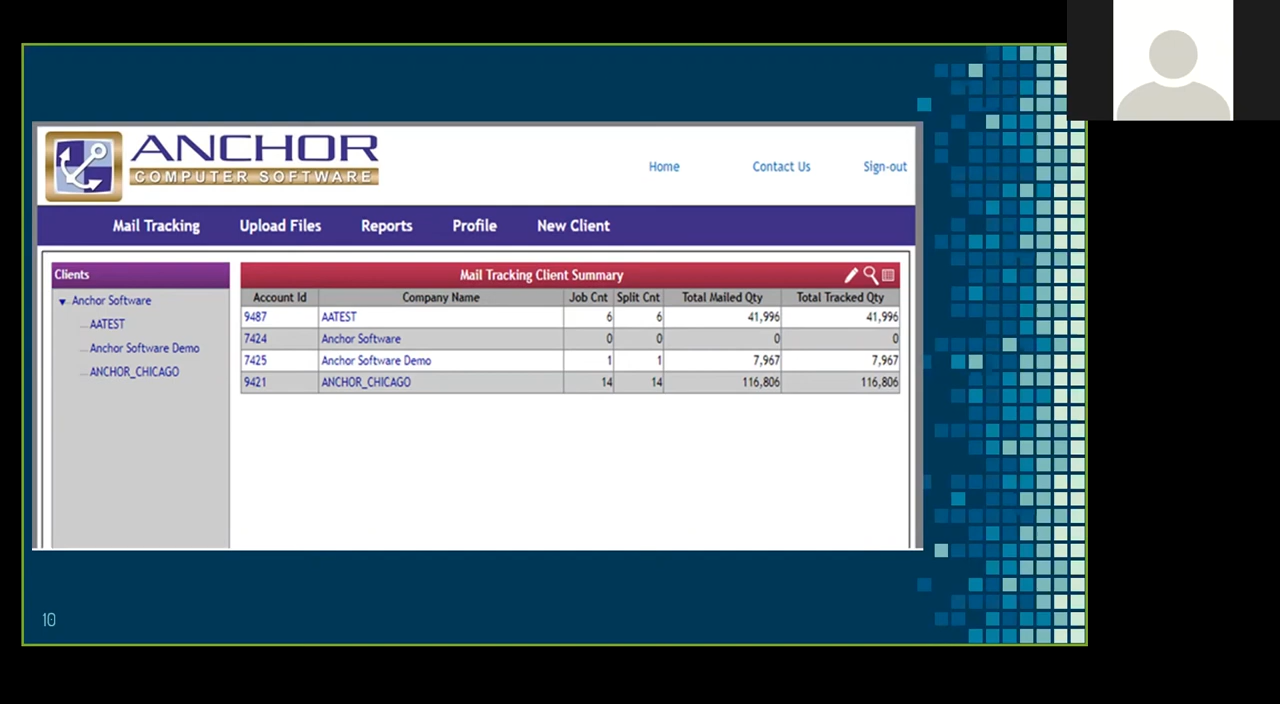 ANCHOR
COMPUTER SOFTWARE
Home Contact Us Sign-out
Mail Tracking Upload Files Reports Profile New Client
Clients
Anchor Software
AATEST
Anchor Software Demo
ANCHOR_CHICAGO
Mail Tracking Client Summary
Account Id Company Name Job Cnt Split Cnt Total Mailed Qty Total Tracked Qty
9487 AATEST 6 6 41,996 41,996
7424 Anchor Software 0 0 0 0
7425 Anchor Software Demo 1 1 7,967 7,967
9421 ANCHOR_CHICAGO 14 14 116,806 116,806
10